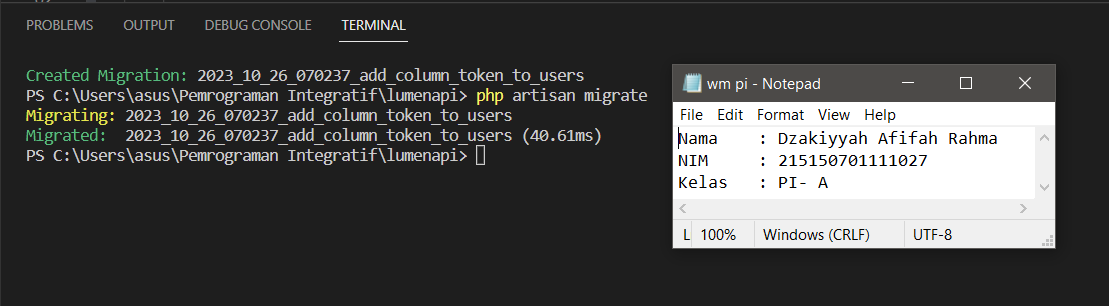 PROBLEMS OUTPUT DEBUG CONSOLE TERMINAL
Created Migration: 2023_10_26_070237_add_column_token_to_users
PS C:\Users\asus\Pemrograman Integratif\lumenapi> php artisan migrate
Migrating: 2023_10_26_070237_add_column_token_to_users
Migrated:  2023_10_26_070237_add_column_token_to_users (40.61ms)
PS C:\Users\asus\Pemrograman Integratif\lumenapi>
wm pi - Notepad
File Edit Format View Help
Nama : Dzakiyyah Afifah Rahma
NIM : 215150701111027
Kelas : PI- A
L 100% Windows (CRLF) UTF-8